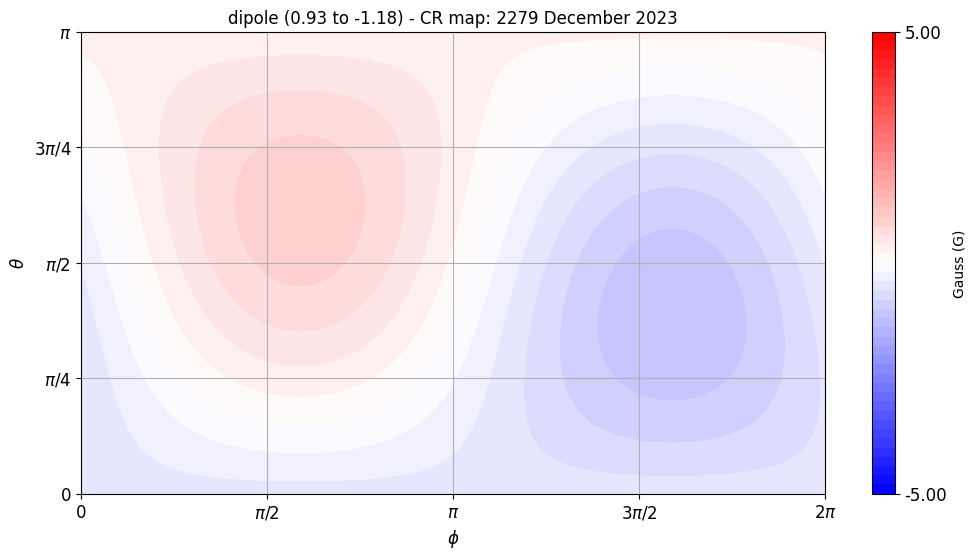 dipole (0.93 to -1.18) - CR map: 2279 December 2023
π
3π/4
π/2
π/4
0
θ
0
π/2
π
3π/2
2π
ϕ
5.00
-5.00
Gauss (G)